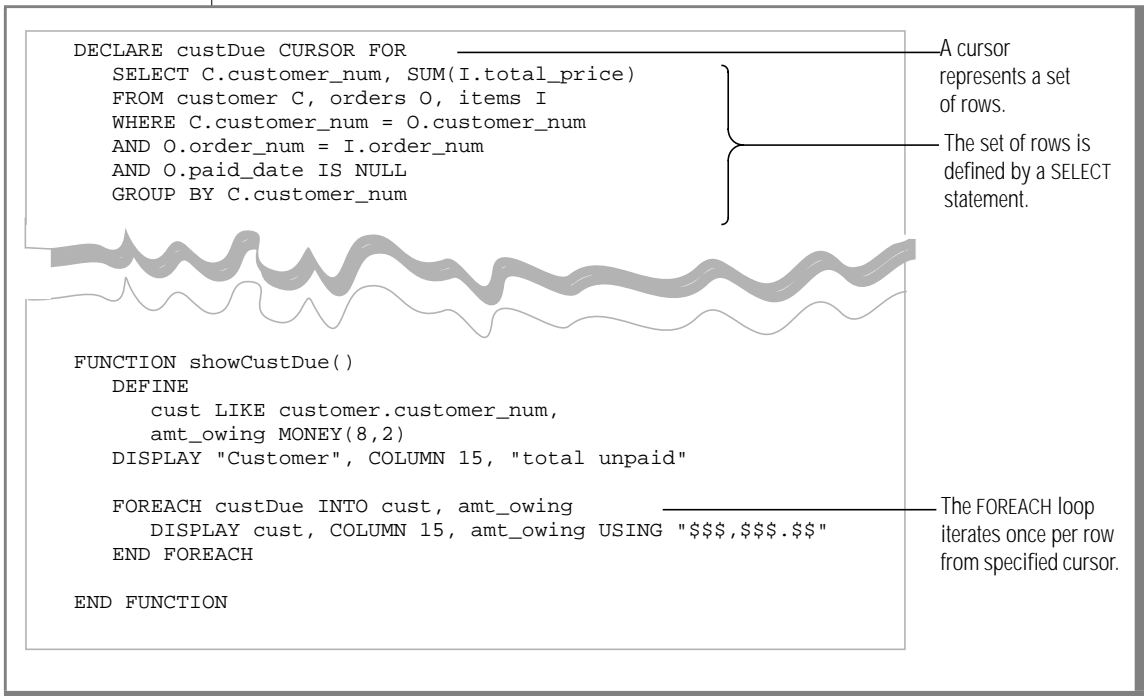 DECLARE custDue CURSOR FOR
SELECT C.customer_num, SUM(I.total_price)
FROM customer C, orders O, items I
WHERE C.customer_num = O.customer_num
AND O.order_num = I.order_num
AND O.paid_date IS NULL
GROUP BY C.customer_num
A cursor
represents a set
of rows.
The set of rows is
defined by a SELECT
statement.
FUNCTION showCustDue()
DEFINE
cust LIKE customer.customer_num,
amt_owing MONEY(8,2)
DISPLAY "Customer", COLUMN 15, "total unpaid"
FOREACH custDue INTO cust, amt_owing
DISPLAY cust, COLUMN 15, amt_owing USING "$$$,$$$.$$"
END FOREACH
END FUNCTION
The FOREACH loop
iterates once per row
from specified cursor.